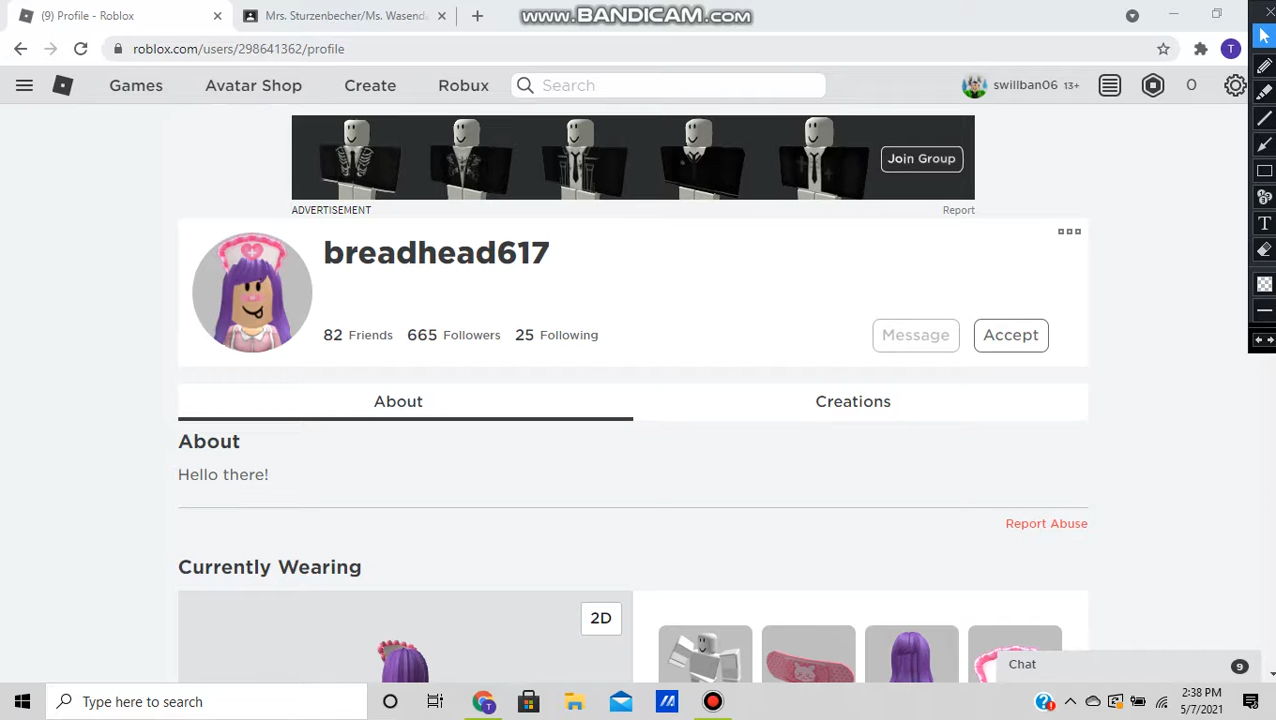 (9) Profile - Roblox
Mrs. Sturzenbecher/Ms. Wasenda
www.BANDICAM.com
roblox.com/users/298641362/profile
T
Games
Avatar Shop
Create
Robux
Search
swillban06 13+
0
Join Group
ADVERTISEMENT
Report
breadhead617
82 Friends 665 Followers 25 Following
Message
Accept
About
Creations
About
Hello there!
Report Abuse
Currently Wearing
2D
Chat
9
Type here to search
2:38 PM
5/7/2021